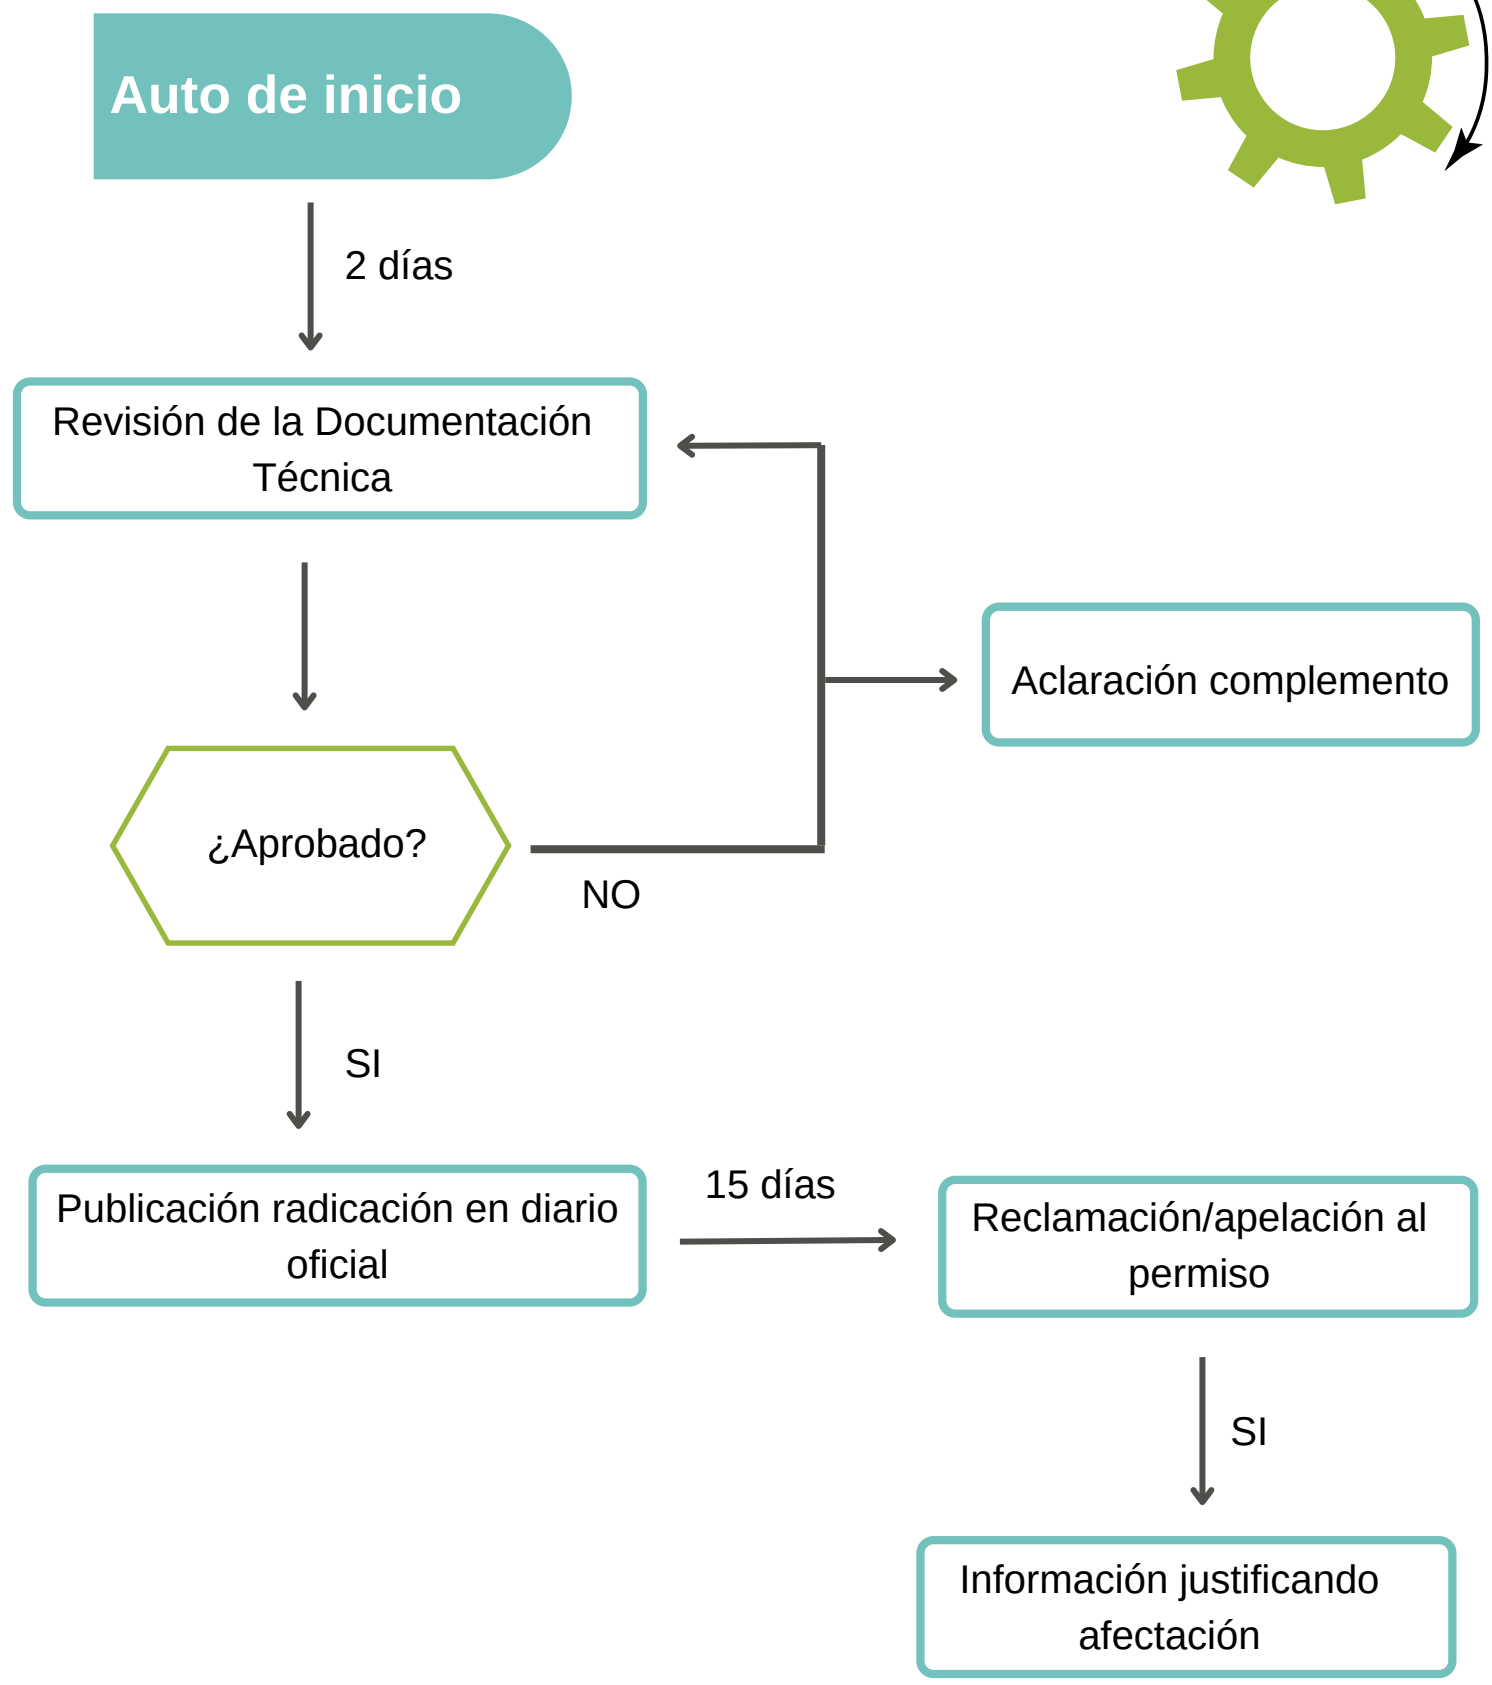 Auto de inicio
2 días
Revisión de la Documentación
Técnica
Aclaración complemento
¿Aprobado?
NO
SI
Publicación radicación en diario
oficial
15 días
Reclamación/apelación al
permiso
SI
Información justificando
afectación